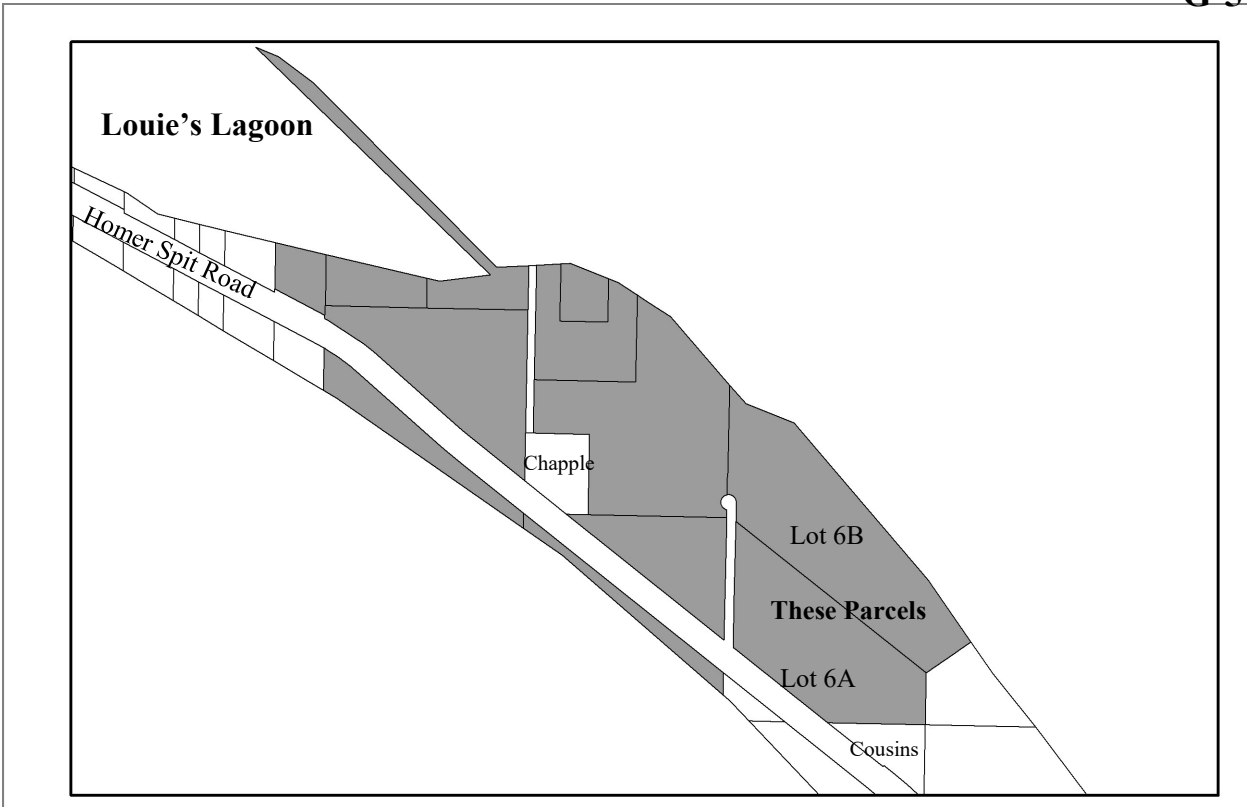 Louie's Lagoon
Homer Spit Road
Chapple
Lot 6B
These Parcels
Lot 6A
Cousins